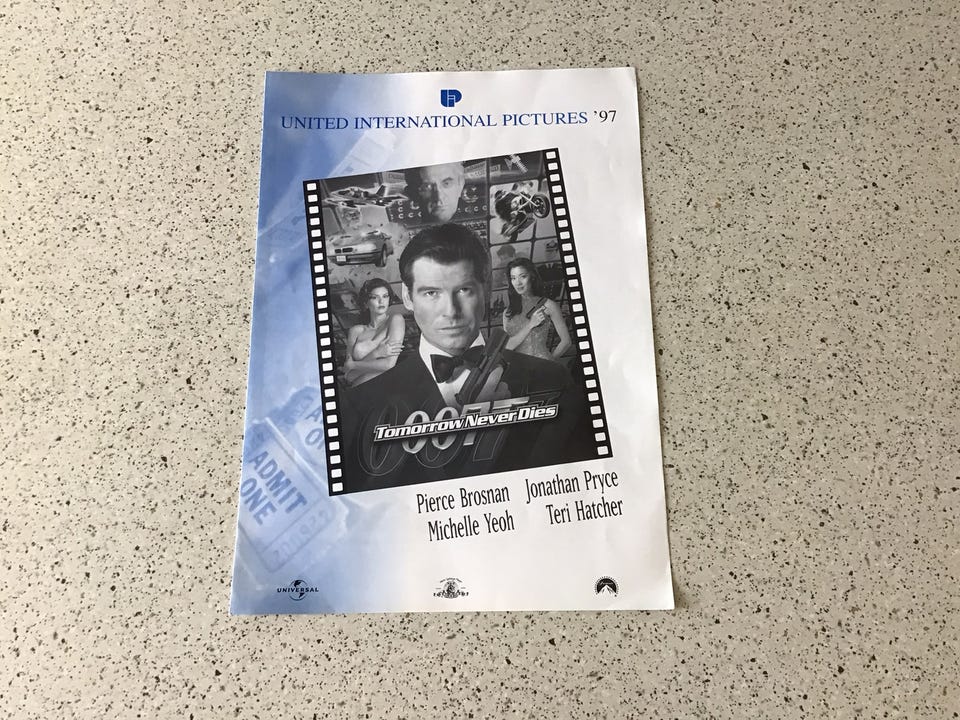 UNITED INTERNATIONAL PICTURES '97
007
Tomorrow Never Dies
Pierce Brosnan Jonathan Pryce
Michelle Yeoh Teri Hatcher
ADMIT
ONE
UNIVERSAL